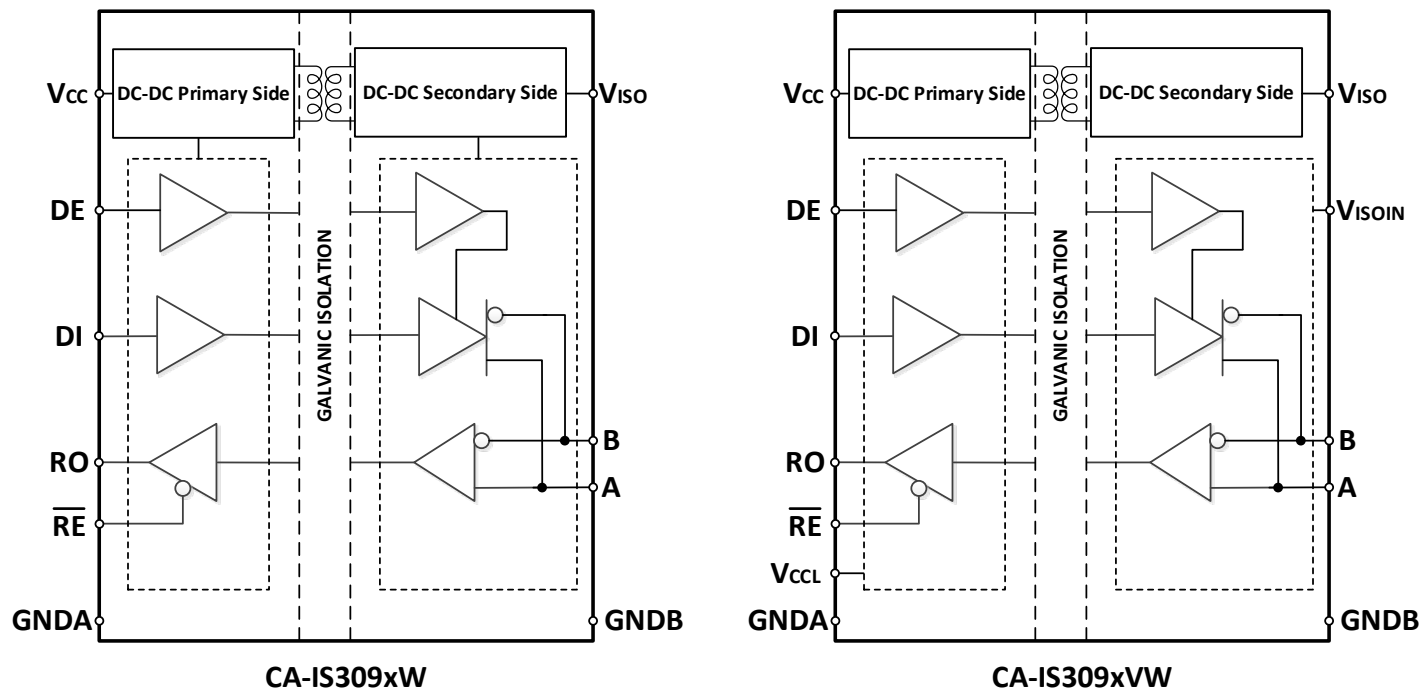 VCC
DC-DC Primary Side
DC-DC Secondary Side
VISO
DE
DI
GALVANIC ISOLATION
RO
RE
B
A
GNDA
GNDB
CA-IS309xW
VCC
DC-DC Primary Side
DC-DC Secondary Side
VISO
DE
VISOIN
DI
GALVANIC ISOLATION
RO
RE
B
A
VCCL
GNDA
GNDB
CA-IS309xVW